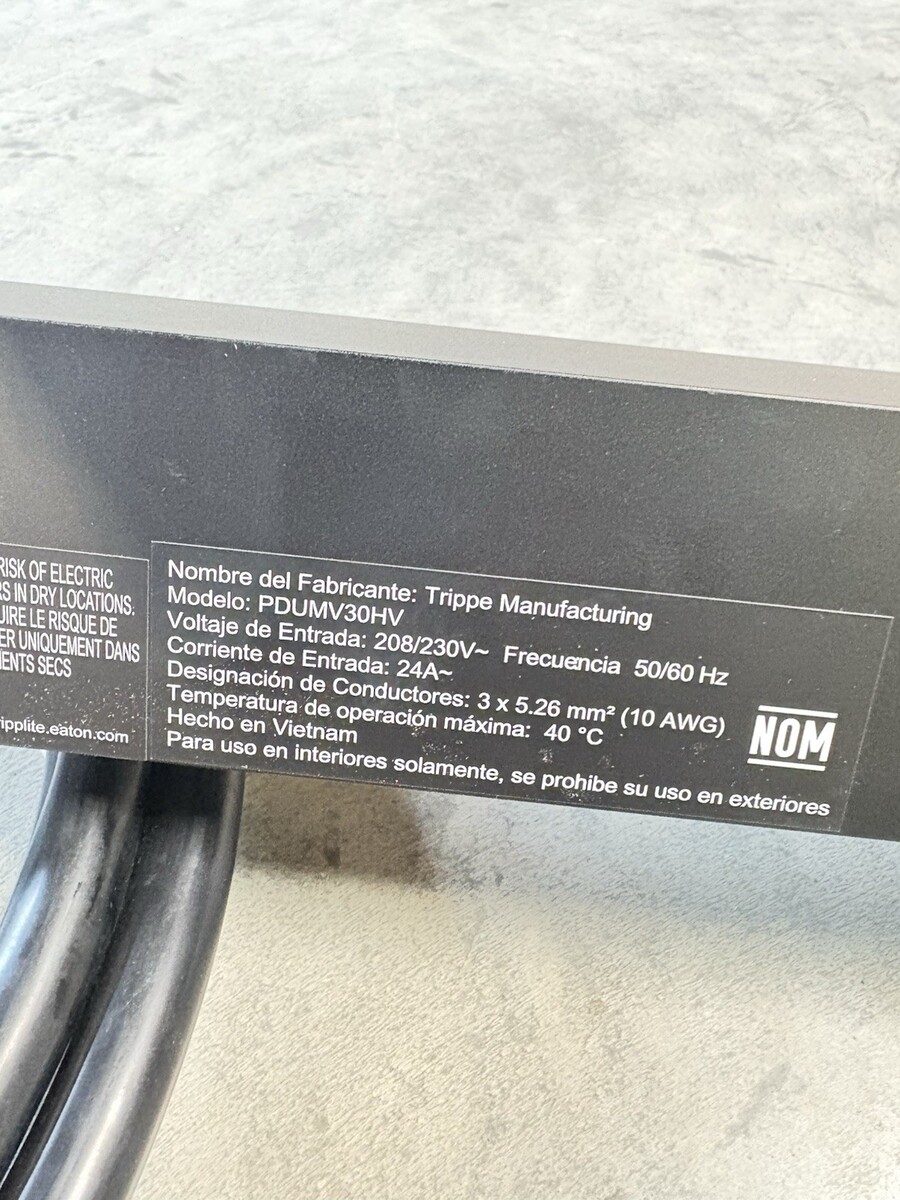 RISK OF ELECTRIC
RS IN DRY LOCATIONS.
UIRE LE RISQUE DE
ER UNIQUEMENT DANS
MENTS SECS
ripplite.eaton.com
Nombre del Fabricante: Trippe Manufacturing
Modelo: PDUMV30HV
Voltaje de Entrada: 208/230V~ Frecuencia 50/60 Hz
Corriente de Entrada: 24A~
Designación de Conductores: 3 x 5.26 mm² (10 AWG)
Temperatura de operación máxima: 40 °C
Hecho en Vietnam
Para uso en interiores solamente, se prohibe su uso en exteriores
NOM